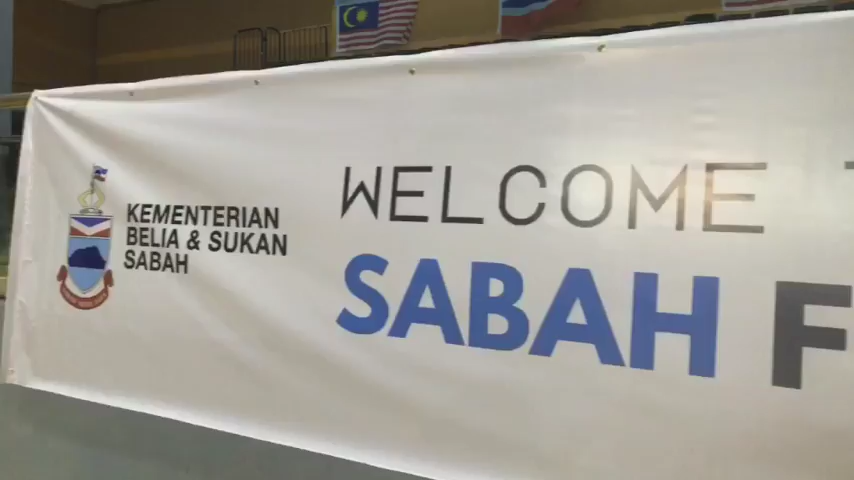 KEMENTERIAN
BELIA & SUKAN
SABAH
WELCOME
SABAH F